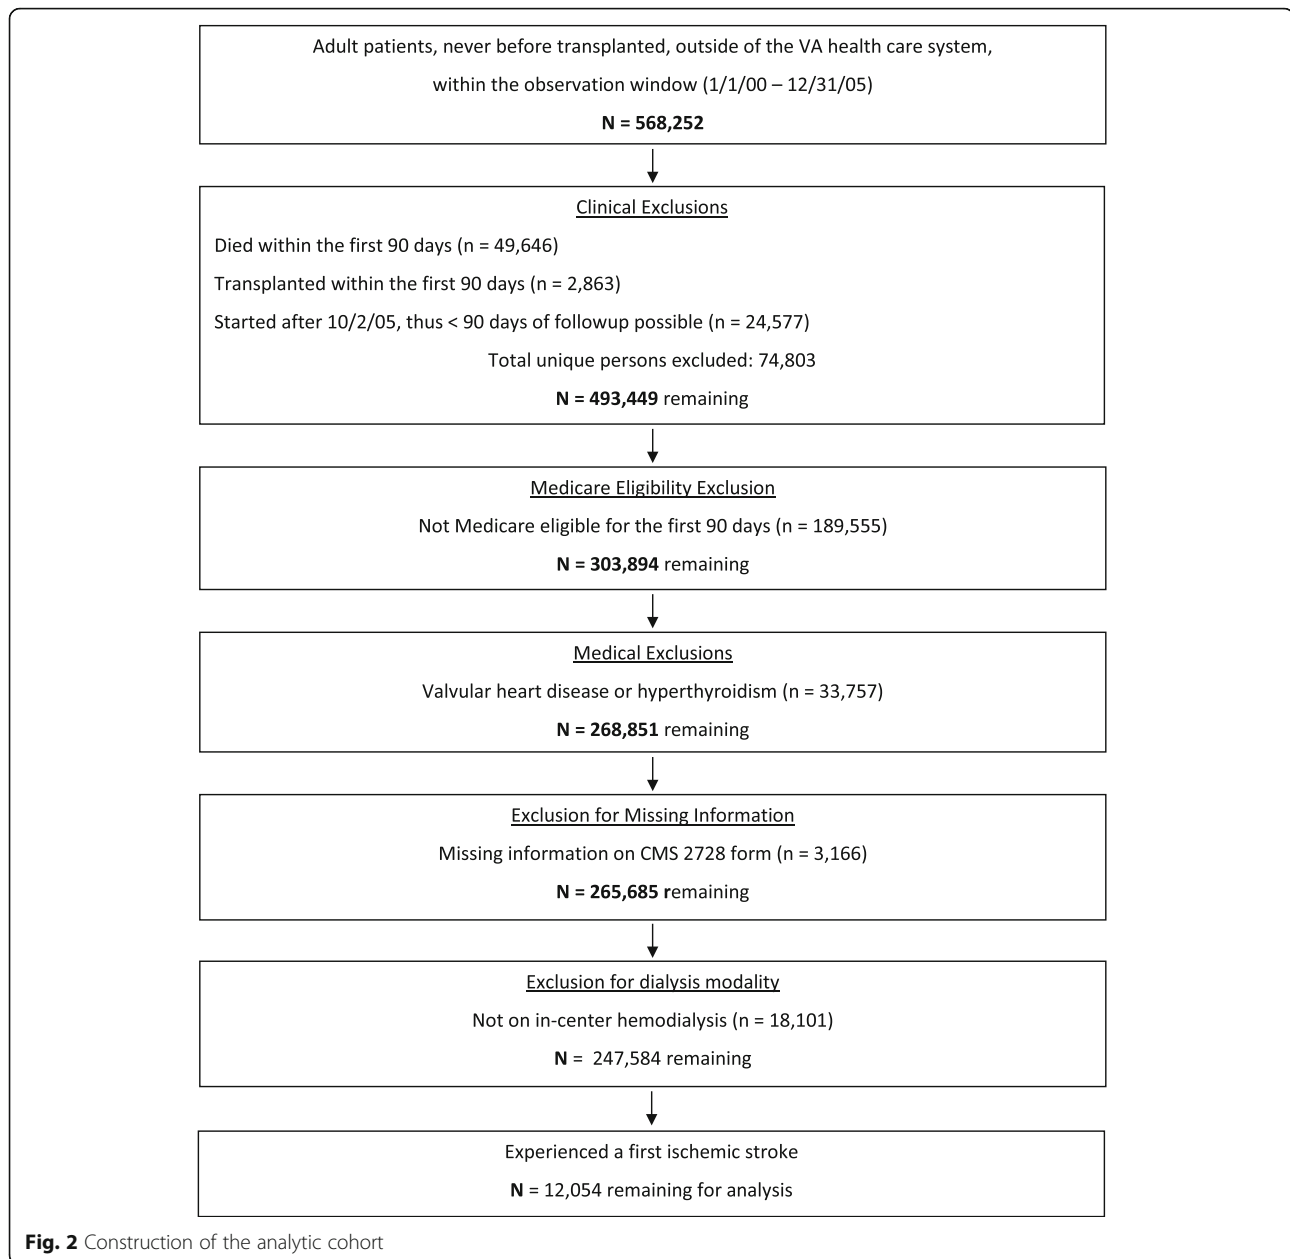 Adult patients, never before transplanted, outside of the VA health care system,
within the observation window (1/1/00 – 12/31/05)
N = 568,252
Clinical Exclusions
Died within the first 90 days (n = 49,646)
Transplanted within the first 90 days (n = 2,863)
Started after 10/2/05, thus < 90 days of followup possible (n = 24,577)
Total unique persons excluded: 74,803
N = 493,449 remaining
Medicare Eligibility Exclusion
Not Medicare eligible for the first 90 days (n = 189,555)
N = 303,894 remaining
Medical Exclusions
Valvular heart disease or hyperthyroidism (n = 33,757)
N = 268,851 remaining
Exclusion for Missing Information
Missing information on CMS 2728 form (n = 3,166)
N = 265,685 remaining
Exclusion for dialysis modality
Not on in-center hemodialysis (n = 18,101)
N = 247,584 remaining
Experienced a first ischemic stroke
N = 12,054 remaining for analysis
Fig. 2 Construction of the analytic cohort